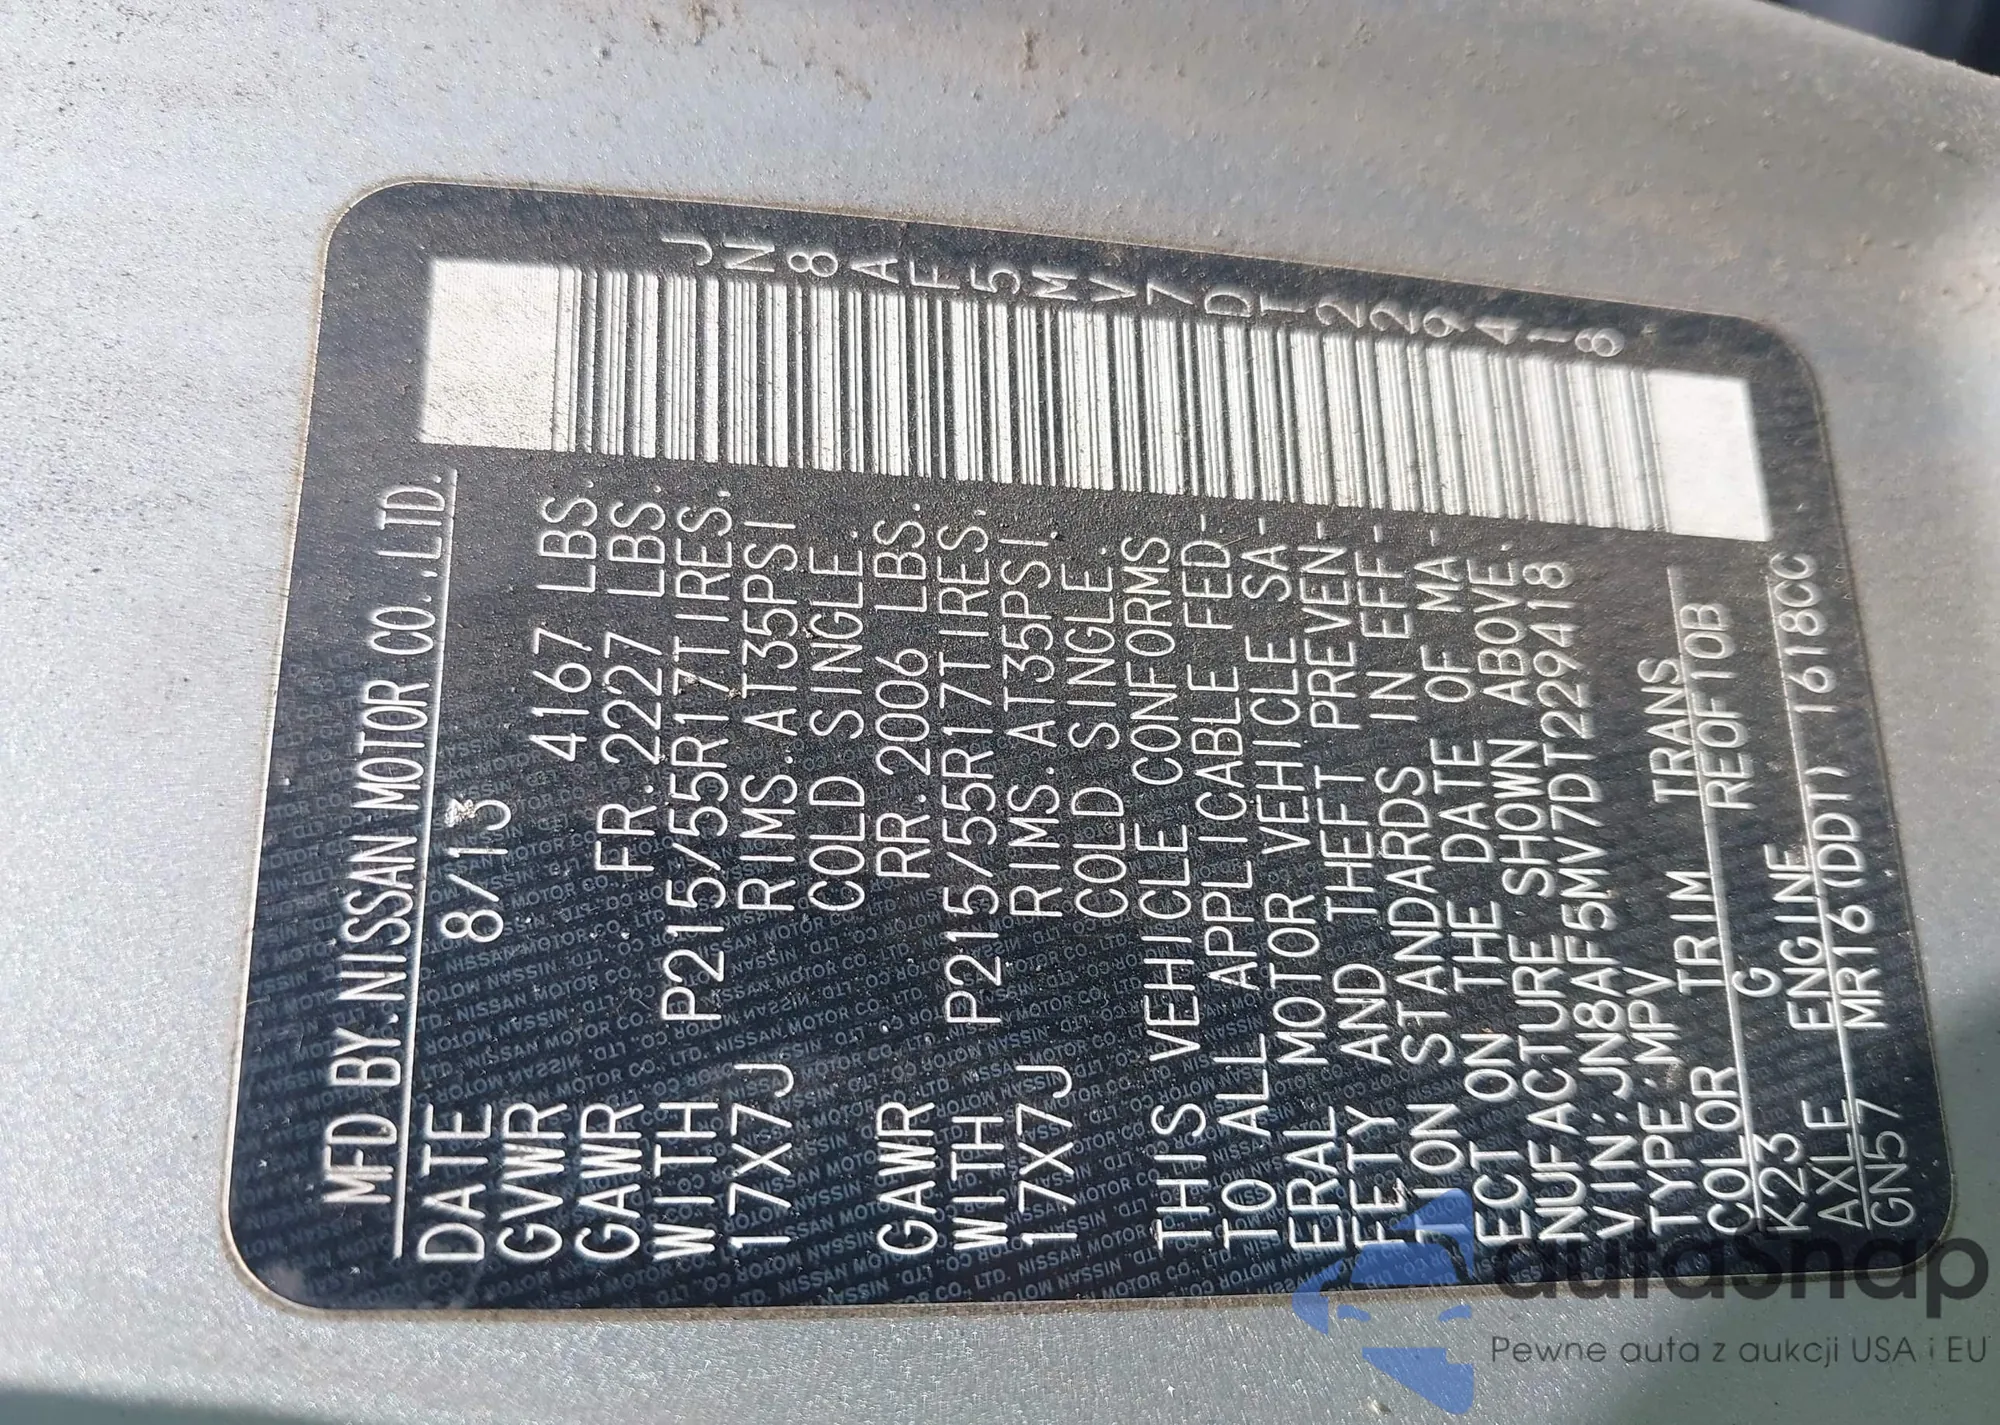 MFD BY.NISSAN MOTOR CO.,LTD.
DATE 8/13
GVWR 4167 LBS.
GAWR FR.2227 LBS.
WITH P215/55R17TIRES.
17X7J RIMS.AT35PSI
COLD SINGLE.
GAWR RR.2006 LBS.
WITH P215/55R17TIRES.
17X7J RIMS.AT35PSI
COLD SINGLE.
THIS VEHICLE CONFORMS
TO ALL APPLICABLE FED-
ERAL MOTOR VEHICLE SA-
FETY AND THEFT PREVEN-
TION STANDARDS IN EFF-
ECT ON THE DATE OF MA-
NUFACTURE SHOWN ABOVE.
VIN:JN8AF5MV7DT229418
TYPE:MPV
COLOR TRIM TRANS
K23 G RE0F10B
AXLE ENGINE
GN57 MR16(DDT) 1618CC
JN8AF5MV7DT229418
autaSnap
Pewne auta z aukcji USA i EU